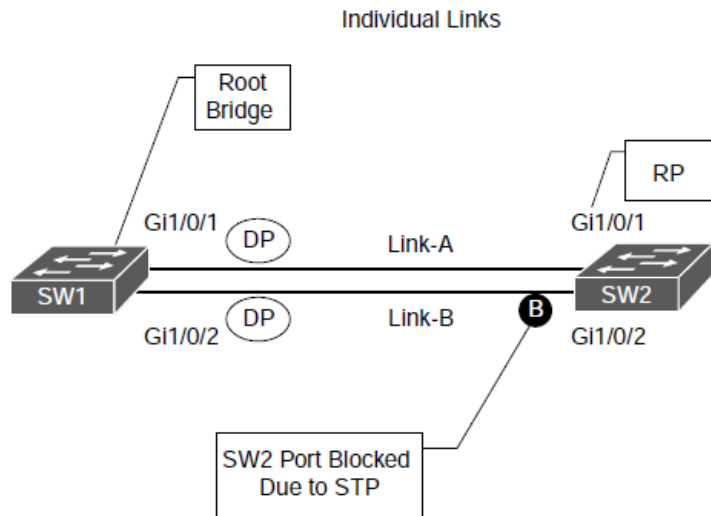 Individual Links
Root
Bridge
RP
Gi1/0/1
DP
Link-A
Gi1/0/1
SW1
SW2
Gi1/0/2
DP
Link-B
B
Gi1/0/2
SW2 Port Blocked
Due to STP